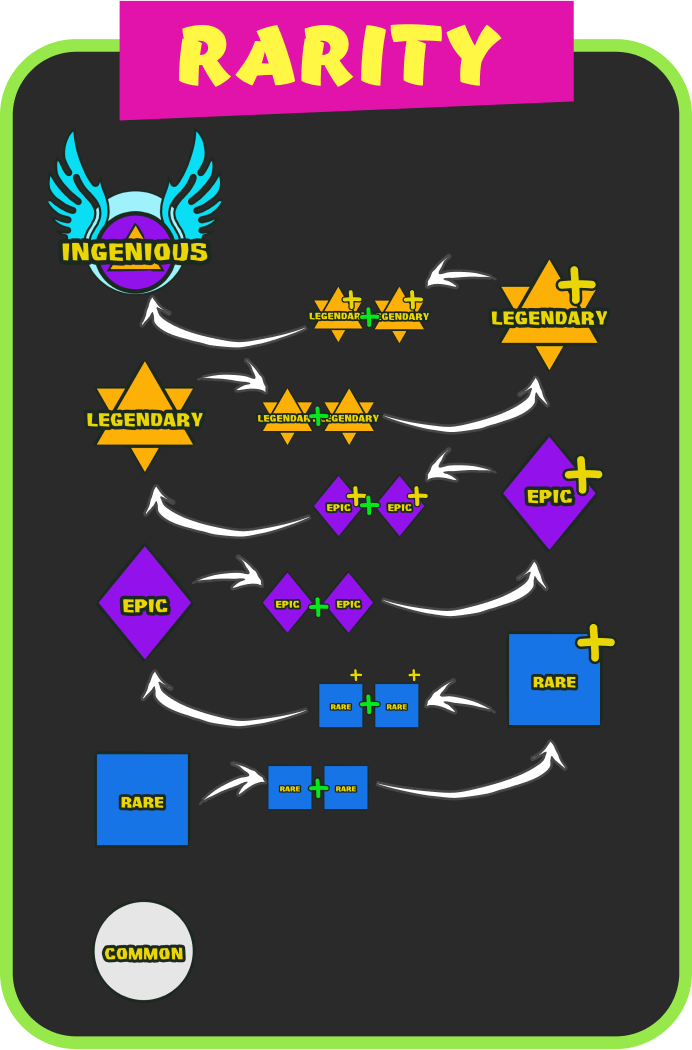 RARITY
INGENIOUS
LEGENDARY+ + LEGENDARY+
LEGENDARY+
LEGENDARY
LEGENDARY + LEGENDARY
EPIC+ + EPIC+
EPIC+
EPIC
EPIC + EPIC
RARE+
RARE+ + RARE+
RARE
RARE + RARE
COMMON